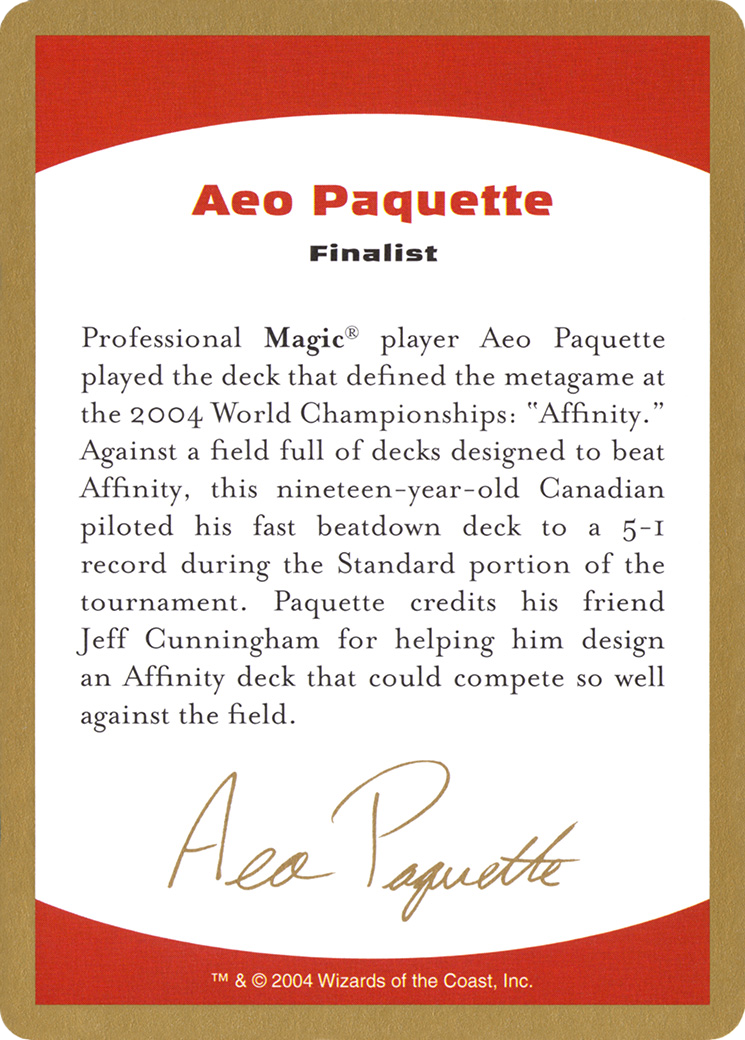 Aeo Paquette
Finalist
Professional Magic® player Aeo Paquette
played the deck that defined the metagame at
the 2004 World Championships: "Affinity."
Against a field full of decks designed to beat
Affinity, this nineteen-year-old Canadian
piloted his fast beatdown deck to a 5-1
record during the Standard portion of the
tournament. Paquette credits his friend
Jeff Cunningham for helping him design
an Affinity deck that could compete so well
against the field.
Aeo Paquette
™ & © 2004 Wizards of the Coast, Inc.